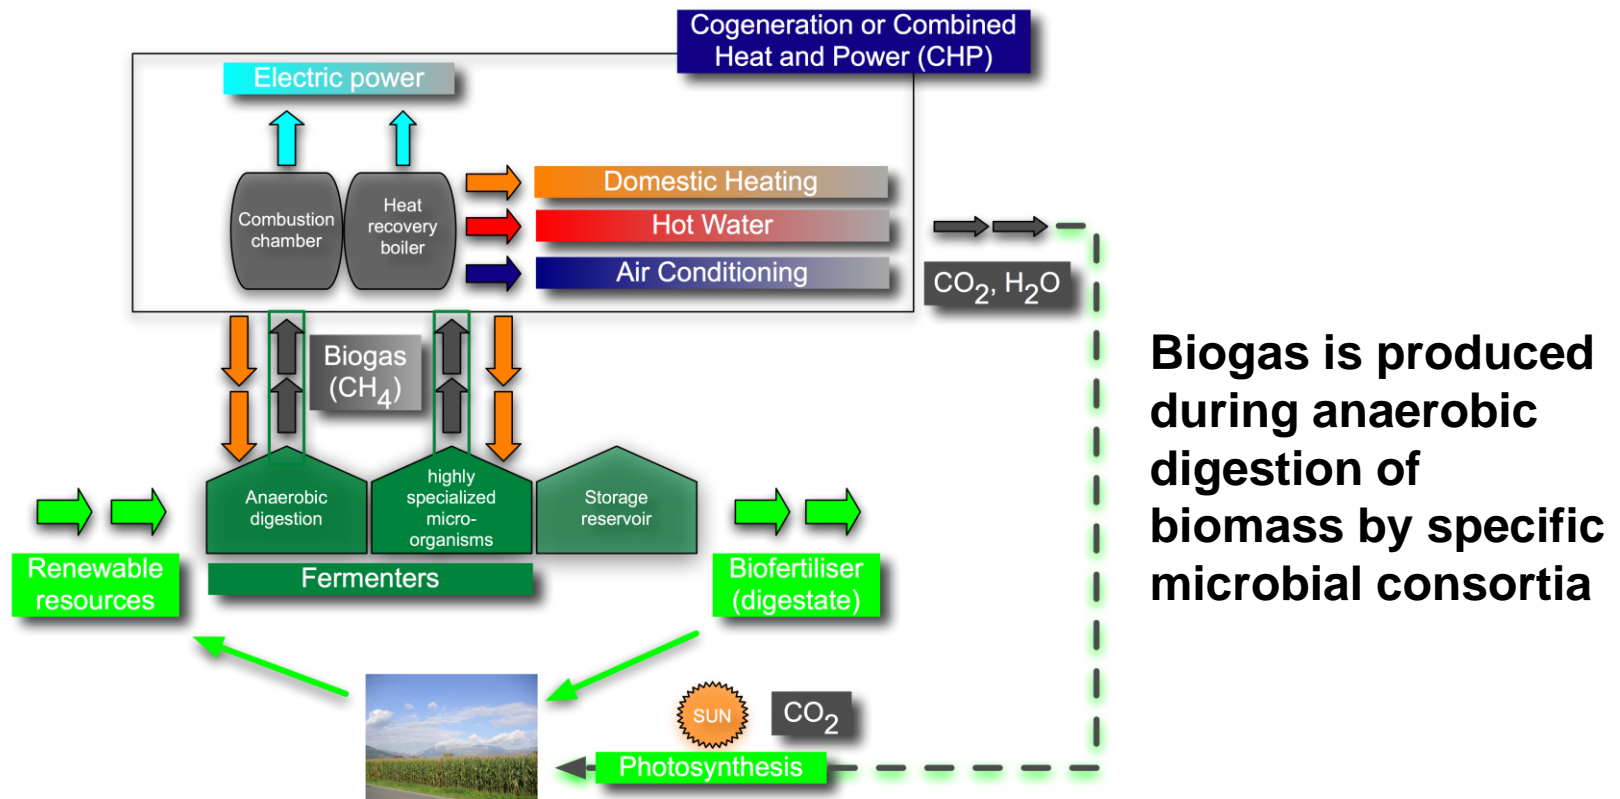 Cogeneration or Combined
Heat and Power (CHP)
Electric power
Combustion
chamber
Heat
recovery
boiler
Domestic Heating
Hot Water
Air Conditioning
CO2, H2O
Biogas
(CH4)
Anaerobic
digestion
highly
specialized
micro-
organisms
Storage
reservoir
Renewable
resources
Fermenters
Biofertiliser
(digestate)
SUN
CO2
Photosynthesis
Biogas is produced
during anaerobic
digestion of
biomass by specific
microbial consortia